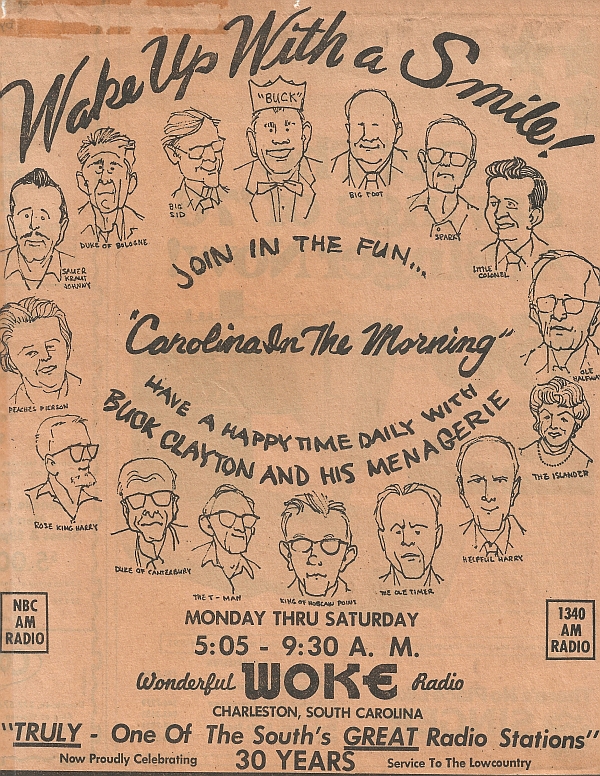 Wake Up With a Smile!
"BUCK"
BIG SID
BIG FOOT
DUKE OF BOLOGNE
SPARKY
SAUER KRAUT JOHNNY
LITTLE COLONEL
JOIN IN THE FUN...
"Carolina In The Morning"
OLE HALFWAY
PEACHES PIERSON
HAVE A HAPPY TIME DAILY WITH
BUCK CLAYTON AND HIS MENAGERIE
THE ISLANDER
ROSE KING HARRY
DUKE OF CANTERBURY
THE T-MAN
KING OF HOBCAW POINT
THE OLE TIMER
HELPFUL HARRY
NBC
AM
RADIO
MONDAY THRU SATURDAY
5:05 - 9:30 A. M.
1340
AM
RADIO
Wonderful WOKE Radio
CHARLESTON, SOUTH CAROLINA
"TRULY - One Of The South's GREAT Radio Stations"
Now Proudly Celebrating 30 YEARS Service To The Lowcountry